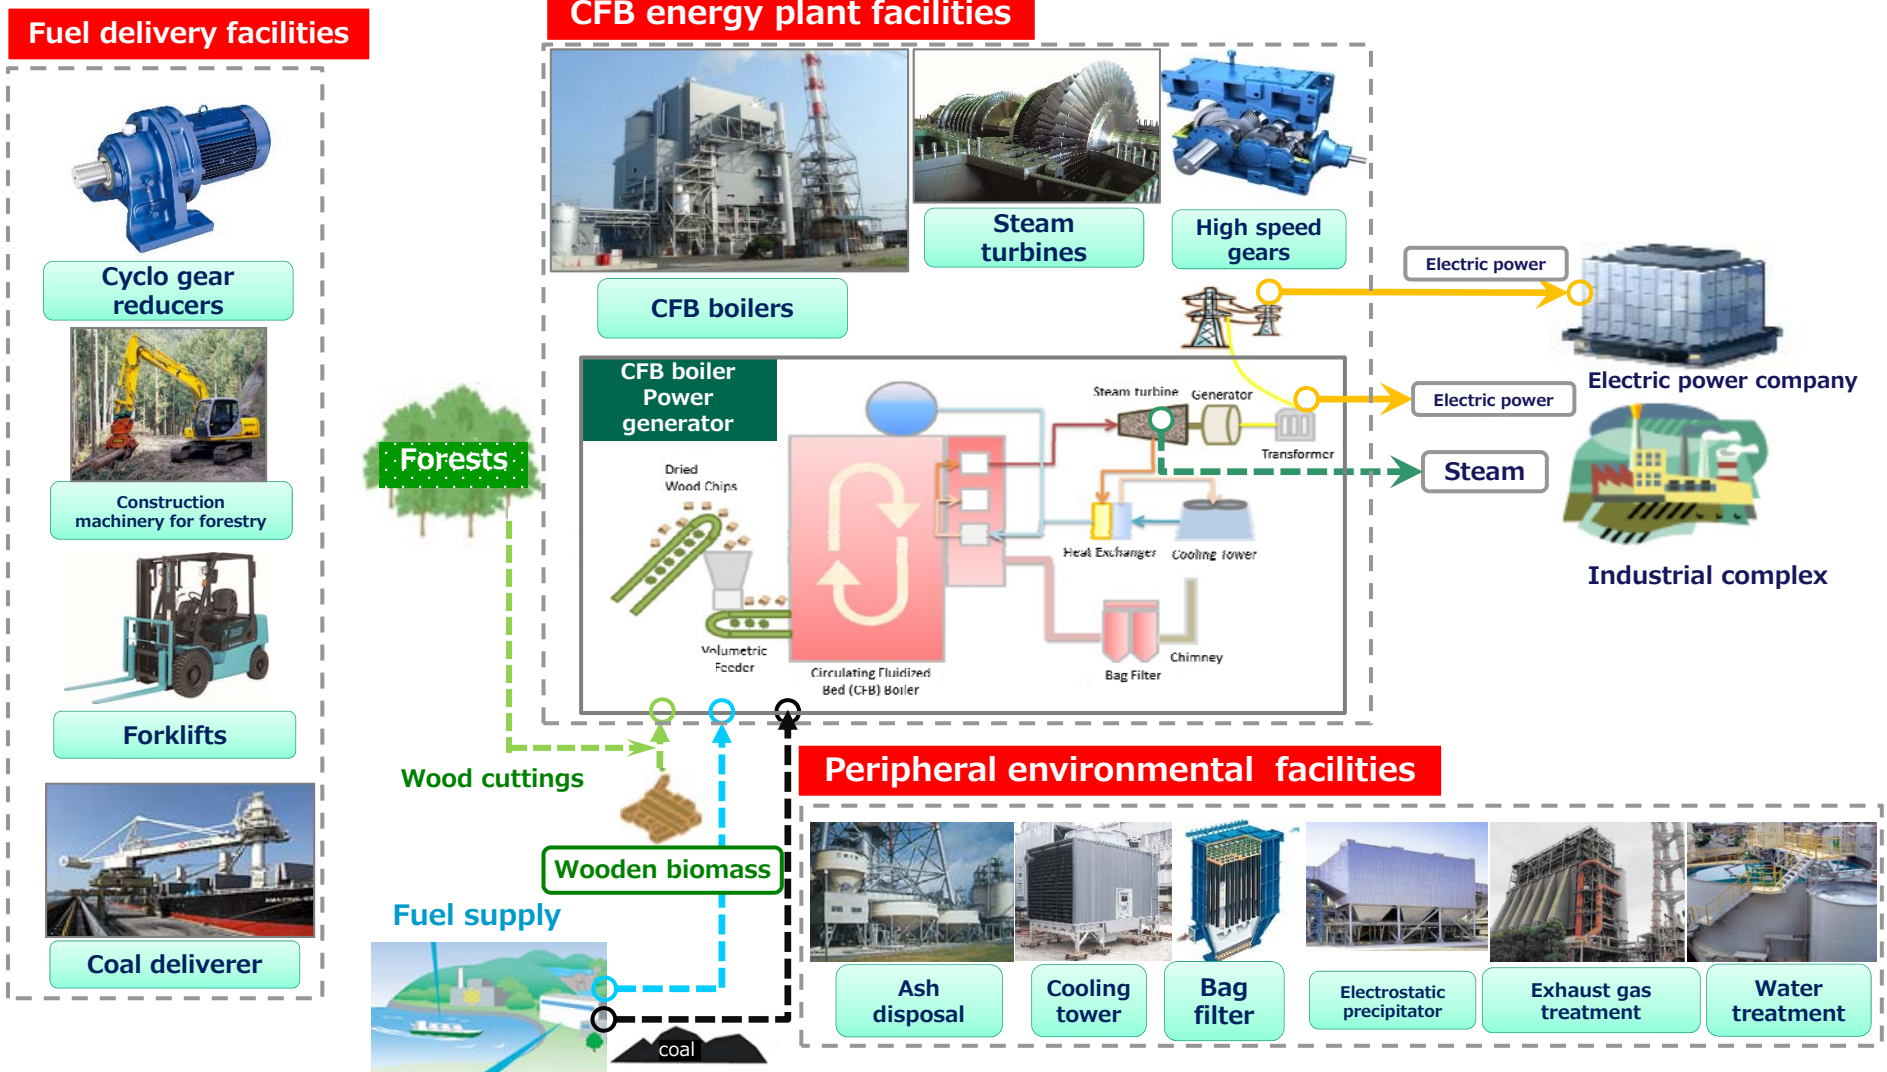 Fuel delivery facilities
Cyclo gear
reducers
Construction
machinery for forestry
Forklifts
Coal deliverer
CFB energy plant facilities
CFB boilers
Steam
turbines
High speed
gears
Electric power
Electric power company
Electric power
Steam
Industrial complex
Forests
CFB boiler
Power
generator
Dried
Wood Chips
Volumetric
Feeder
Circulating Fluidized
Bed (CFB) Boiler
Steam turbine
Generator
Transformer
Heat Exchanger
Cooling Tower
Bag Filter
Chimney
Wood cuttings
Wooden biomass
Fuel supply
coal
Peripheral environmental facilities
Ash
disposal
Cooling
tower
Bag
filter
Electrostatic
precipitator
Exhaust gas
treatment
Water
treatment